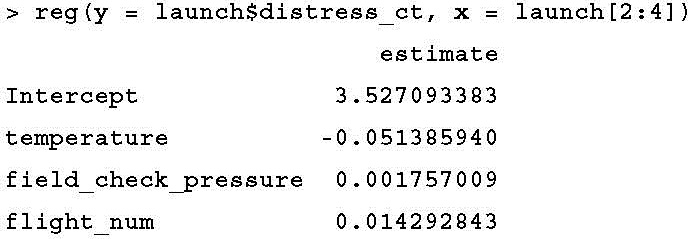 > reg(y = launch$distress_ct, x = launch[2:4])
estimate
Intercept 3.527093383
temperature -0.051385940
field_check_pressure 0.001757009
flight_num 0.014292843